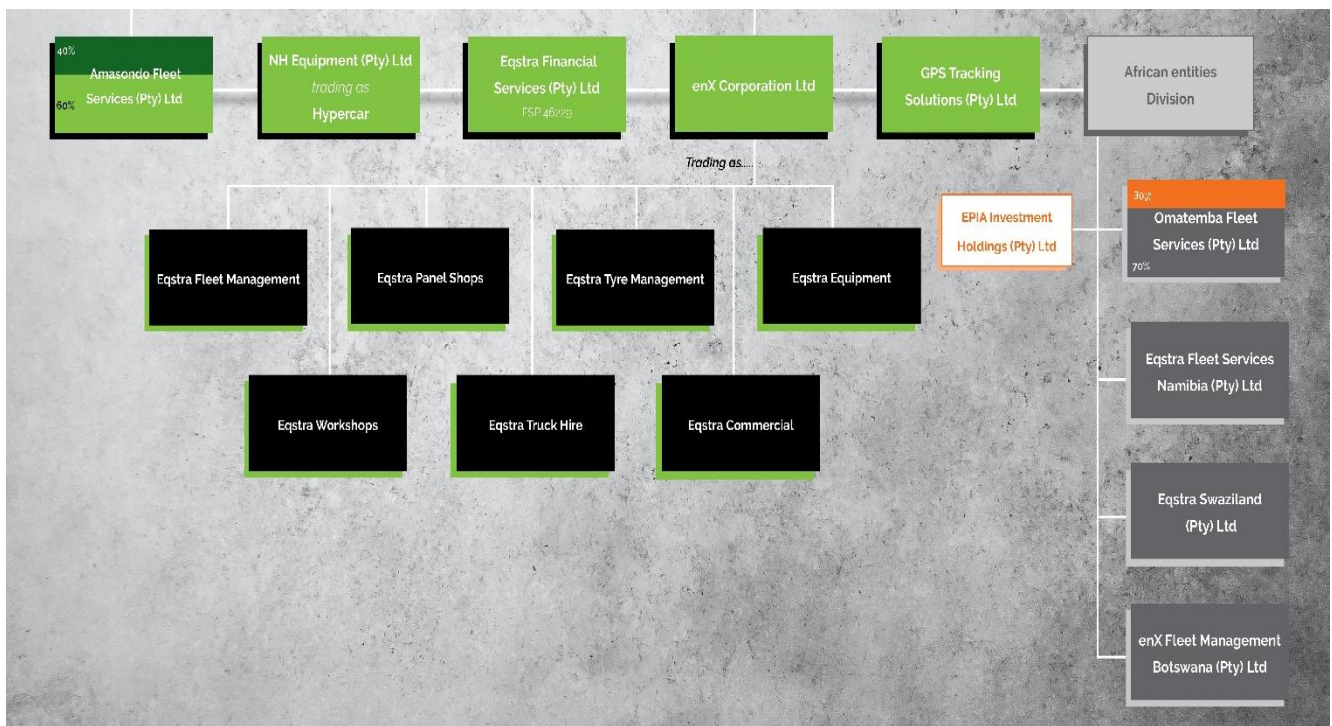 40%
Amasondo Fleet
Services (Pty) Ltd
60%
NH Equipment (Pty) Ltd
trading as
Hypercar
Eqstra Financial
Services (Pty) Ltd
FSP 46229
enX Corporation Ltd
GPS Tracking
Solutions (Pty) Ltd
African entities
Division
Trading as.....
Eqstra Fleet Management
Eqstra Panel Shops
Eqstra Tyre Management
Eqstra Equipment
Eqstra Workshops
Eqstra Truck Hire
Eqstra Commercial
EPIA Investment
Holdings (Pty) Ltd
30%
Omatemba Fleet
Services (Pty) Ltd
70%
Eqstra Fleet Services
Namibia (Pty) Ltd
Eqstra Swaziland
(Pty) Ltd
enX Fleet Management
Botswana (Pty) Ltd